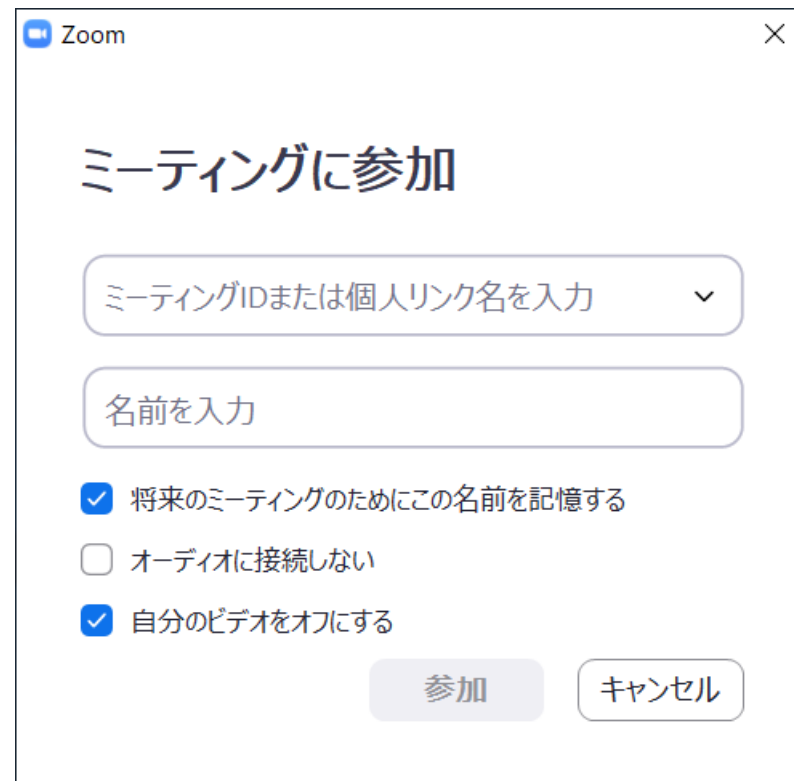 Zoom
ミーティングに参加
ミーティングIDまたは個人リンク名を入力
名前を入力
将来のミーティングのためにこの名前を記憶する
オーディオに接続しない
自分のビデオをオフにする
参加 キャンセル